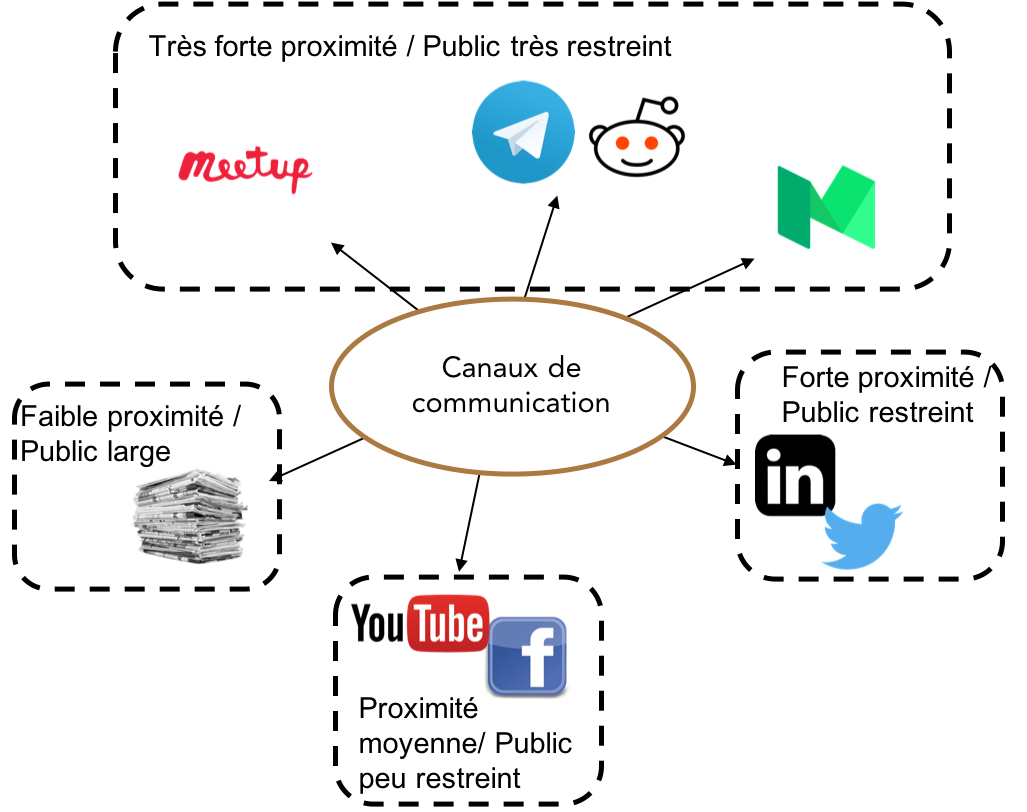 Très forte proximité / Public très restreint
meetup
Canaux de
communication
Faible proximité /
Public large
Forte proximité /
Public restreint
in
YouTube
f
Proximité
moyenne/ Public
peu restreint